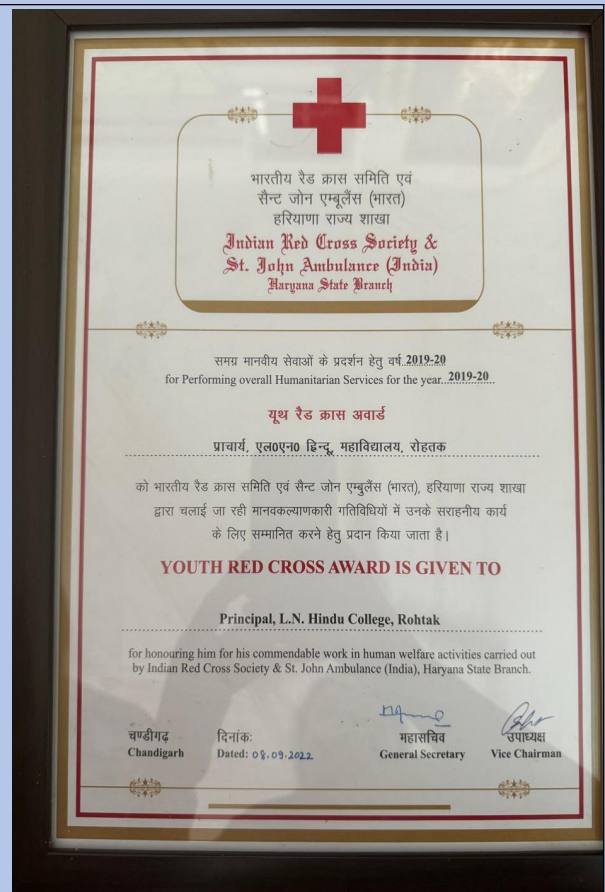 भारतीय रैड क्रास समिति एवं
सैन्ट जोन एम्बूलैंस (भारत)
हरियाणा राज्य शाखा
Indian Red Cross Society &
St. John Ambulance (India)
Haryana State Branch
समग्र मानवीय सेवाओं के प्रदर्शन हेतु वर्ष 2019-20
for Performing overall Humanitarian Services for the year...2019-20...
यूथ रैड क्रास अवार्ड
प्राचार्य, एल0एन0 हिन्दू, महाविद्यालय, रोहतक
को भारतीय रैड क्रास समिति एवं सैन्ट जोन एम्बुलैंस (भारत), हरियाणा राज्य शाखा
द्वारा चलाई जा रही मानवकल्याणकारी गतिविधियों में उनके सराहनीय कार्य
के लिए सम्मानित करने हेतु प्रदान किया जाता है।
YOUTH RED CROSS AWARD IS GIVEN TO
Principal, L.N. Hindu College, Rohtak
for honouring him for his commendable work in human welfare activities carried out
by Indian Red Cross Society & St. John Ambulance (India), Haryana State Branch.
चण्डीगढ़ दिनांक: महासचिव उपाध्यक्ष
Chandigarh Dated: 08.09.2022 General Secretary Vice Chairman